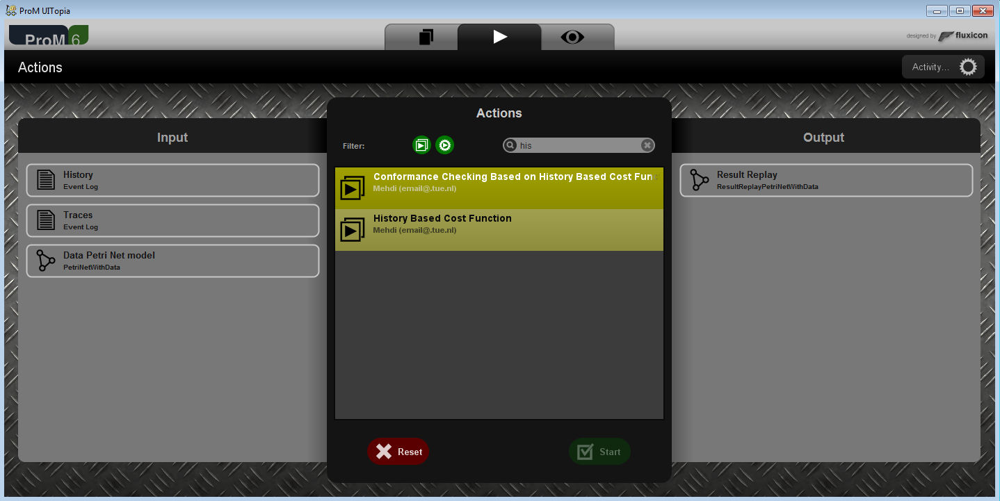 ProM UITopia
ProM 6
designed by fluxicon
Actions
Activity...
Actions
Input
Output
Filter:
his
History
Event Log
Traces
Event Log
Data Petri Net model
PetriNetWithData
Conformance Checking Based on History Based Cost Fun
Mehdi (email@.tue.nl)
History Based Cost Function
Mehdi (email@.tue.nl)
Result Replay
ResultReplayPetriNetWithData
Reset
Start